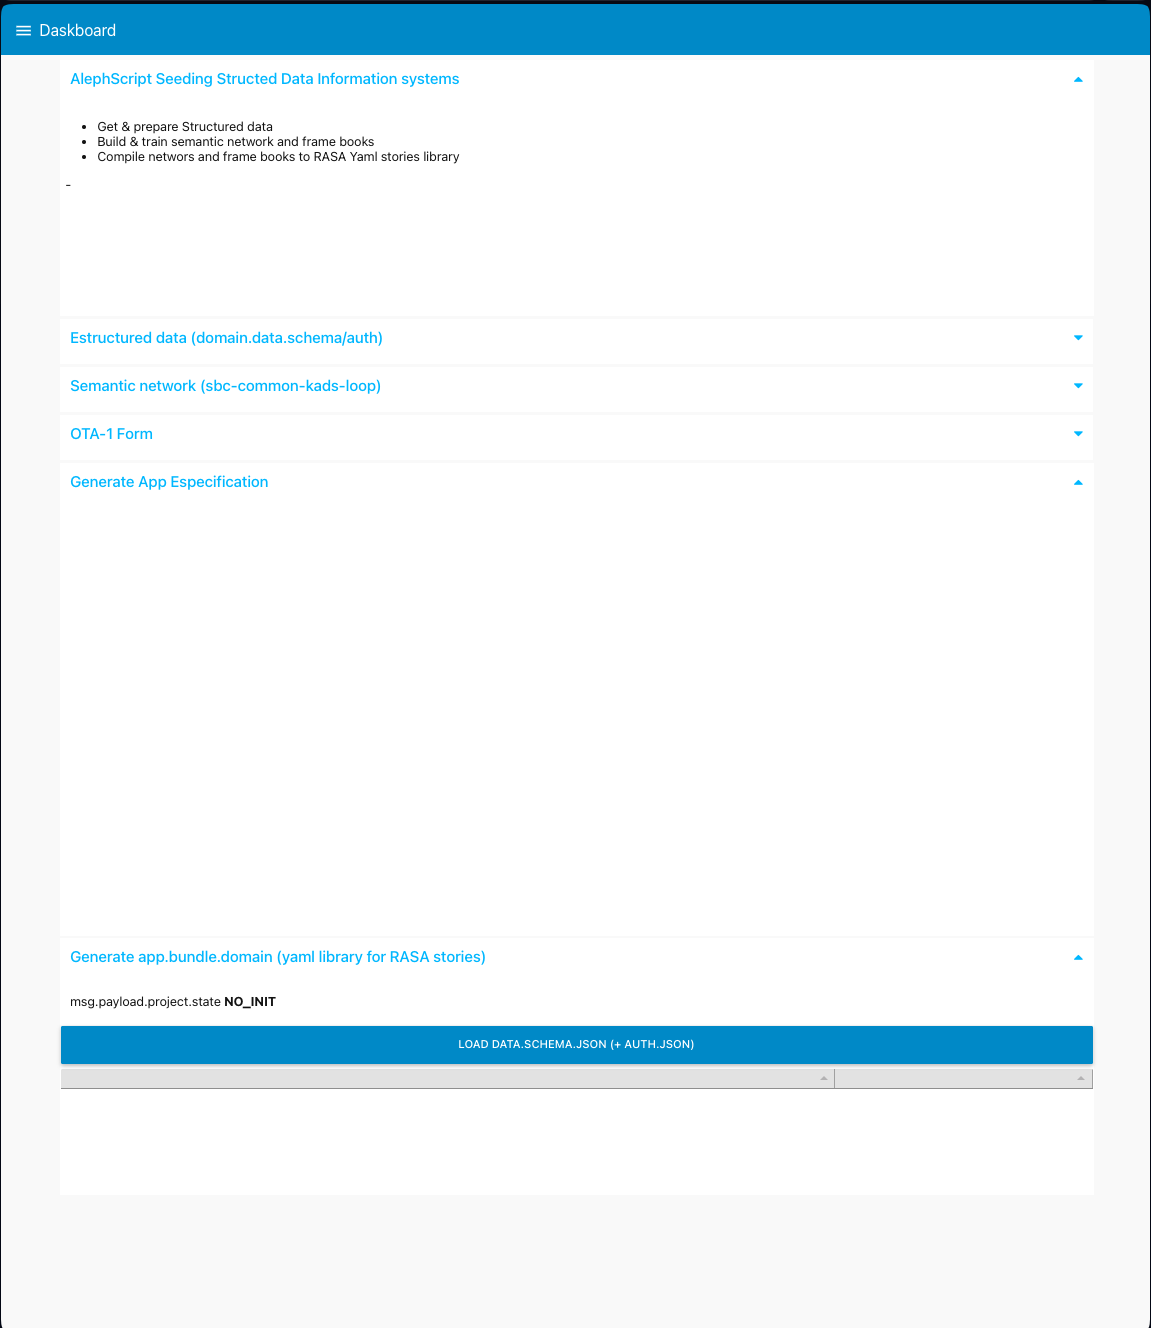 Daskboard
AlephScript Seeding Structed Data Information systems
Get & prepare Structured data
Build & train semantic network and frame books
Compile networs and frame books to RASA Yaml stories library
-
Estructured data (domain.data.schema/auth)
Semantic network (sbc-common-kads-loop)
OTA-1 Form
Generate App Especification
Generate app.bundle.domain (yaml library for RASA stories)
msg.payload.project.state NO_INIT
LOAD DATA.SCHEMA.JSON (+ AUTH.JSON)